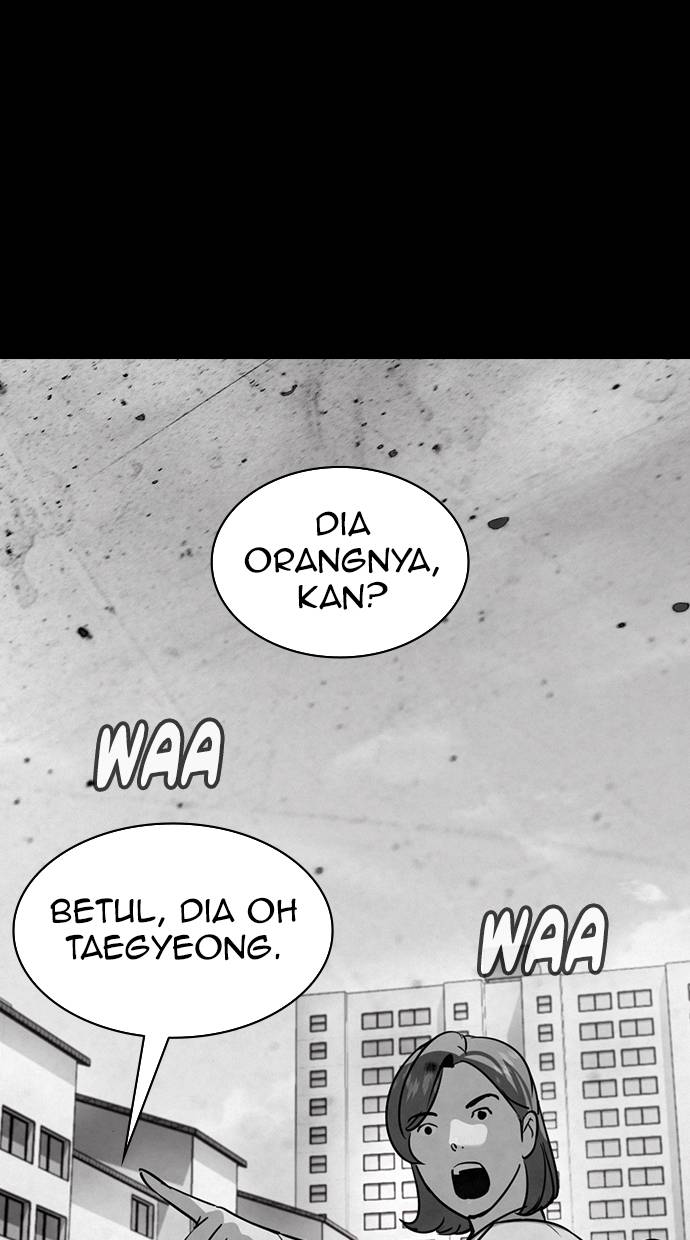 DIA
ORANGNYA,
KAN?
WAA
BETUL, DIA OH
TAEGYEONG.
WAA